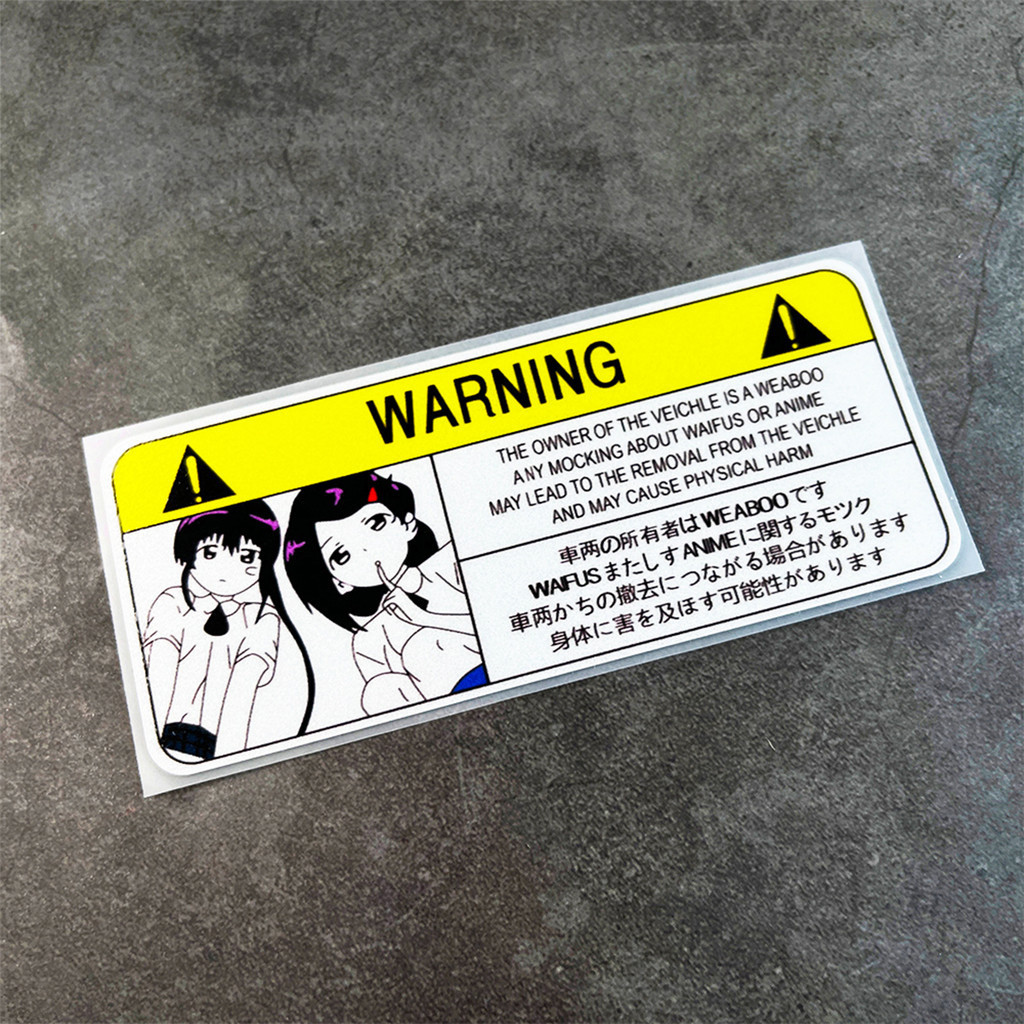 WARNING
THE OWNER OF THE VEICHLE IS A WEABOO
ANY MOCKING ABOUT WAIFUS OR ANIME
MAY LEAD TO THE REMOVAL FROM THE VEICHLE
AND MAY CAUSE PHYSICAL HARM
車両の所有者はWEABOOです
WAIFUSまたしすANIMEに関するモツク
車両かちの撤去につながる場合があります
身体に害を及ほす可能性があります